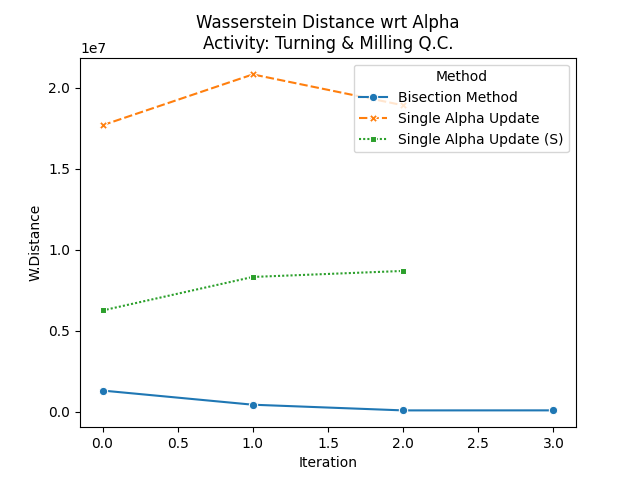 Wasserstein Distance wrt Alpha
Activity: Turning & Milling Q.C.
1e7
Method
Bisection Method
Single Alpha Update
Single Alpha Update (S)
2.0
1.5
1.0
0.5
0.0
W.Distance
0.0 0.5 1.0 1.5 2.0 2.5 3.0
Iteration